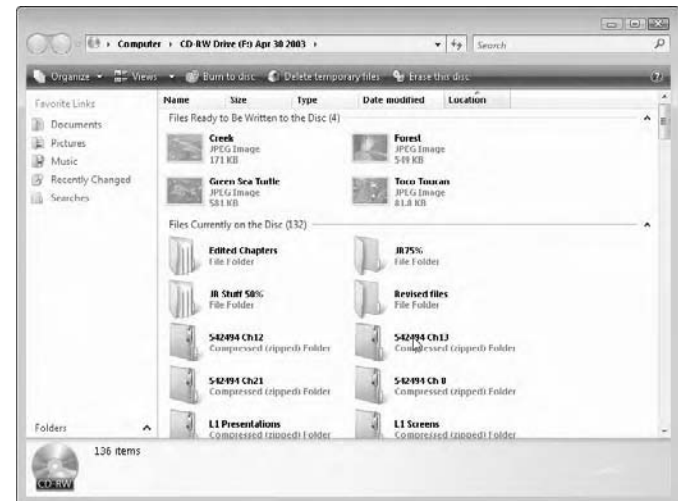 Computer ▸ CD-RW Drive (F:) Apr 30 2003 ▸ Search
Organize Views Burn to disc Delete temporary files Erase this disc
Favorite Links
Documents
Pictures
Music
Recently Changed
Searches
Folders
Name Size Type Date modified Location
Files Ready to Be Written to the Disc (4)
Creek
JPEG Image
171 KB
Forest
JPEG Image
549 KB
Green Sea Turtle
JPEG Image
581 KB
Toco Toucan
JPEG Image
81.8 KB
Files Currently on the Disc (132)
Edited Chapters
File Folder
JR75%
File Folder
JR Stuff 50%
File Folder
Revised files
File Folder
542494 Ch12
Compressed (zipped) Folder
542494 Ch13
Compressed (zipped) Folder
542494 Ch21
Compressed (zipped) Folder
542494 Ch 8
Compressed (zipped) Folder
L1 Presentations
Compressed (zipped) Folder
L1 Screens
Compressed (zipped) Folder
136 items
CD-RW